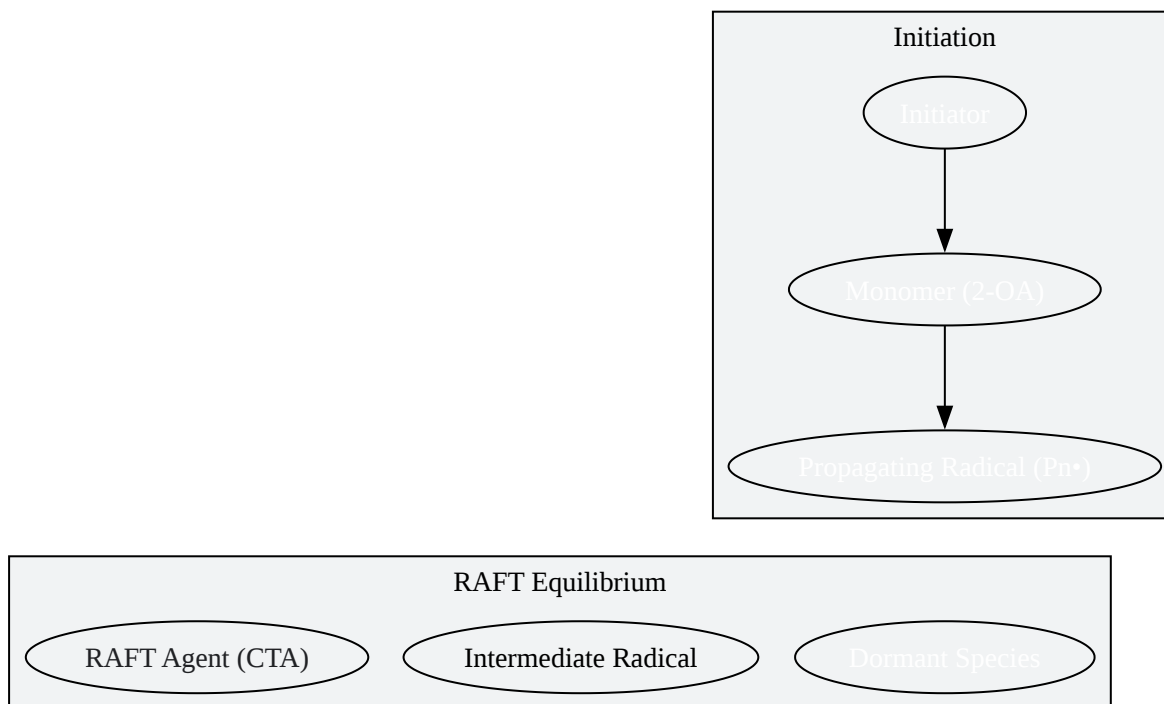 Initiation
Initiator
Monomer (2-OA)
Propagating Radical (Pn•)
RAFT Equilibrium
RAFT Agent (CTA)
Intermediate Radical
Dormant Species